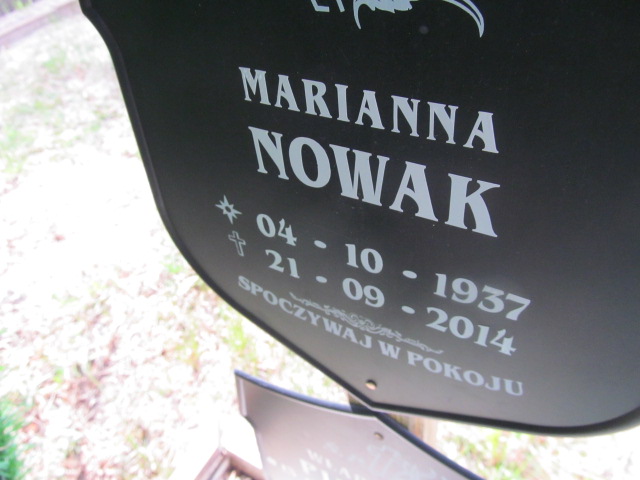 MARIANNA
NOWAK
04 - 10 - 1937
21 - 09 - 2014
SPOCZYWAJ W POKOJU